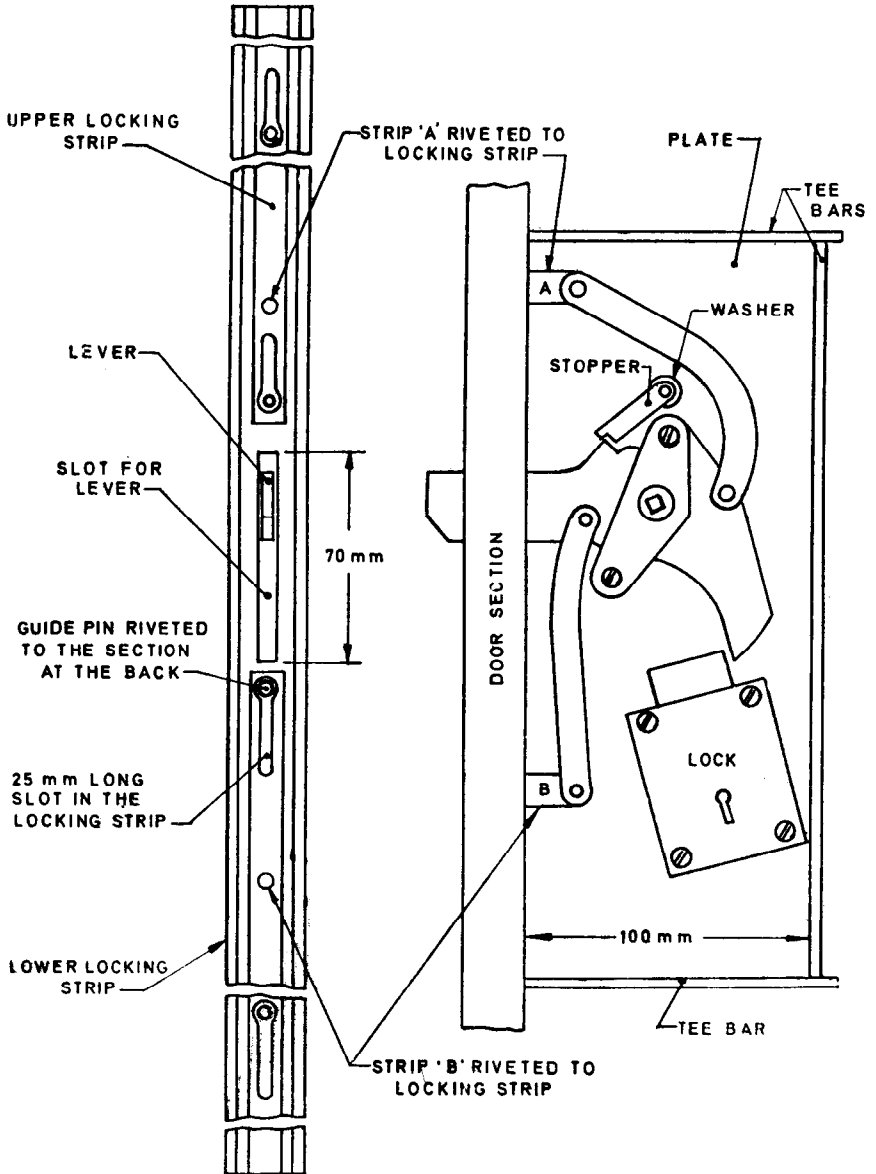 UPPER LOCKING
STRIP
STRIP 'A' RIVETED TO
LOCKING STRIP
PLATE
TEE
BARS
A
WASHER
STOPPER
LEVER
SLOT FOR
LEVER
70 mm
DOOR SECTION
GUIDE PIN RIVETED
TO THE SECTION
AT THE BACK
25 mm LONG
SLOT IN THE
LOCKING STRIP
LOCK
B
100 mm
LOWER LOCKING
STRIP
TEE BAR
STRIP 'B' RIVETED TO
LOCKING STRIP